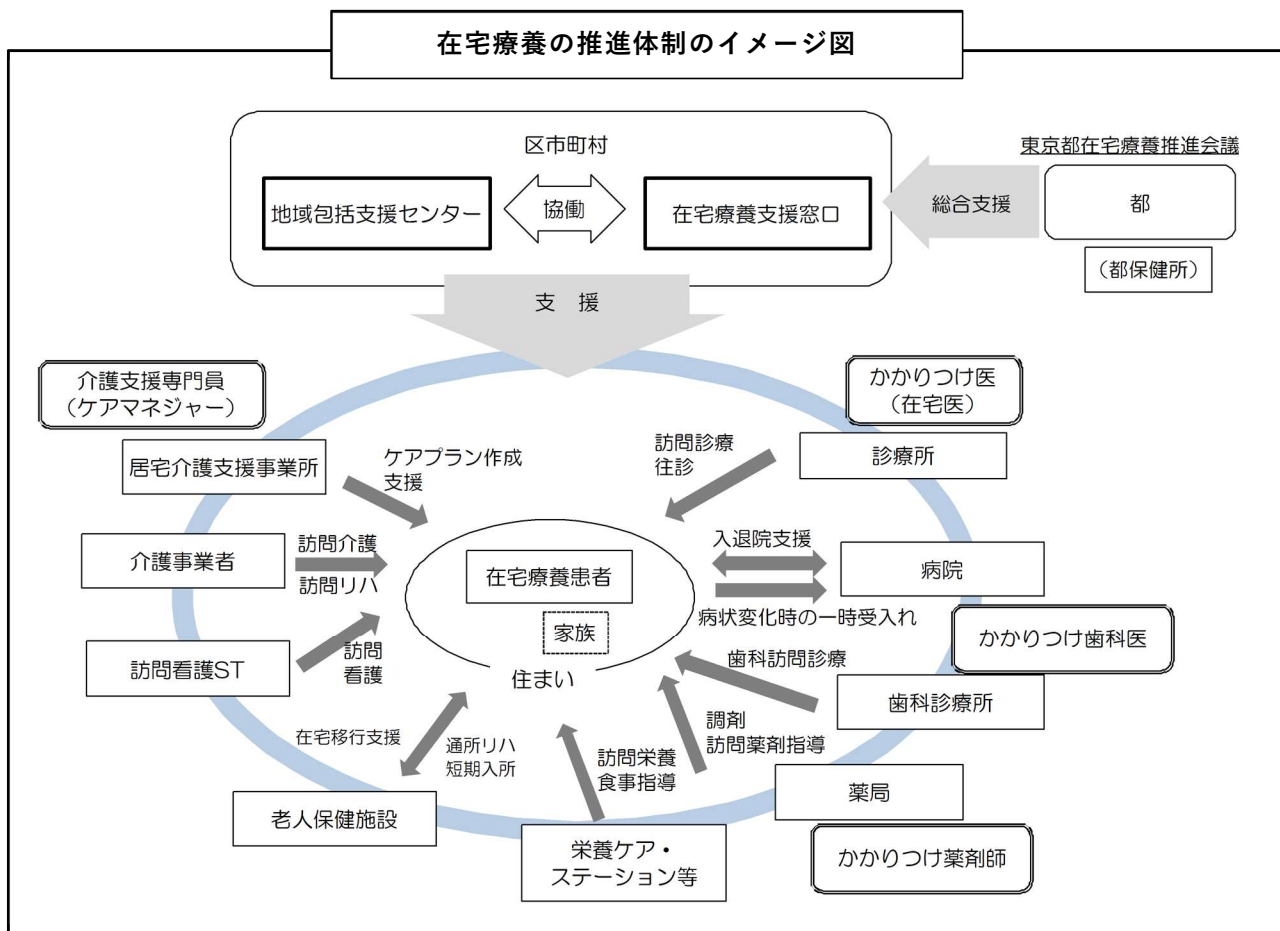 在宅療養の推進体制のイメージ図
区市町村
地域包括支援センター
協働
在宅療養支援窓口
総合支援
東京都在宅療養推進会議
都
（都保健所）
支　援
介護支援専門員
（ケアマネジャー）
居宅介護支援事業所
ケアプラン作成
支援
かかりつけ医
（在宅医）
訪問診療
往診
診療所
介護事業者
訪問介護
訪問リハ
在宅療養患者
家族
住まい
入退院支援
病状変化時の一時受入れ
病院
訪問看護ST
訪問
看護
かかりつけ歯科医
歯科訪問診療
歯科診療所
在宅移行支援
通所リハ
短期入所
老人保健施設
訪問栄養
食事指導
栄養ケア・
ステーション等
調剤
訪問薬剤指導
薬局
かかりつけ薬剤師